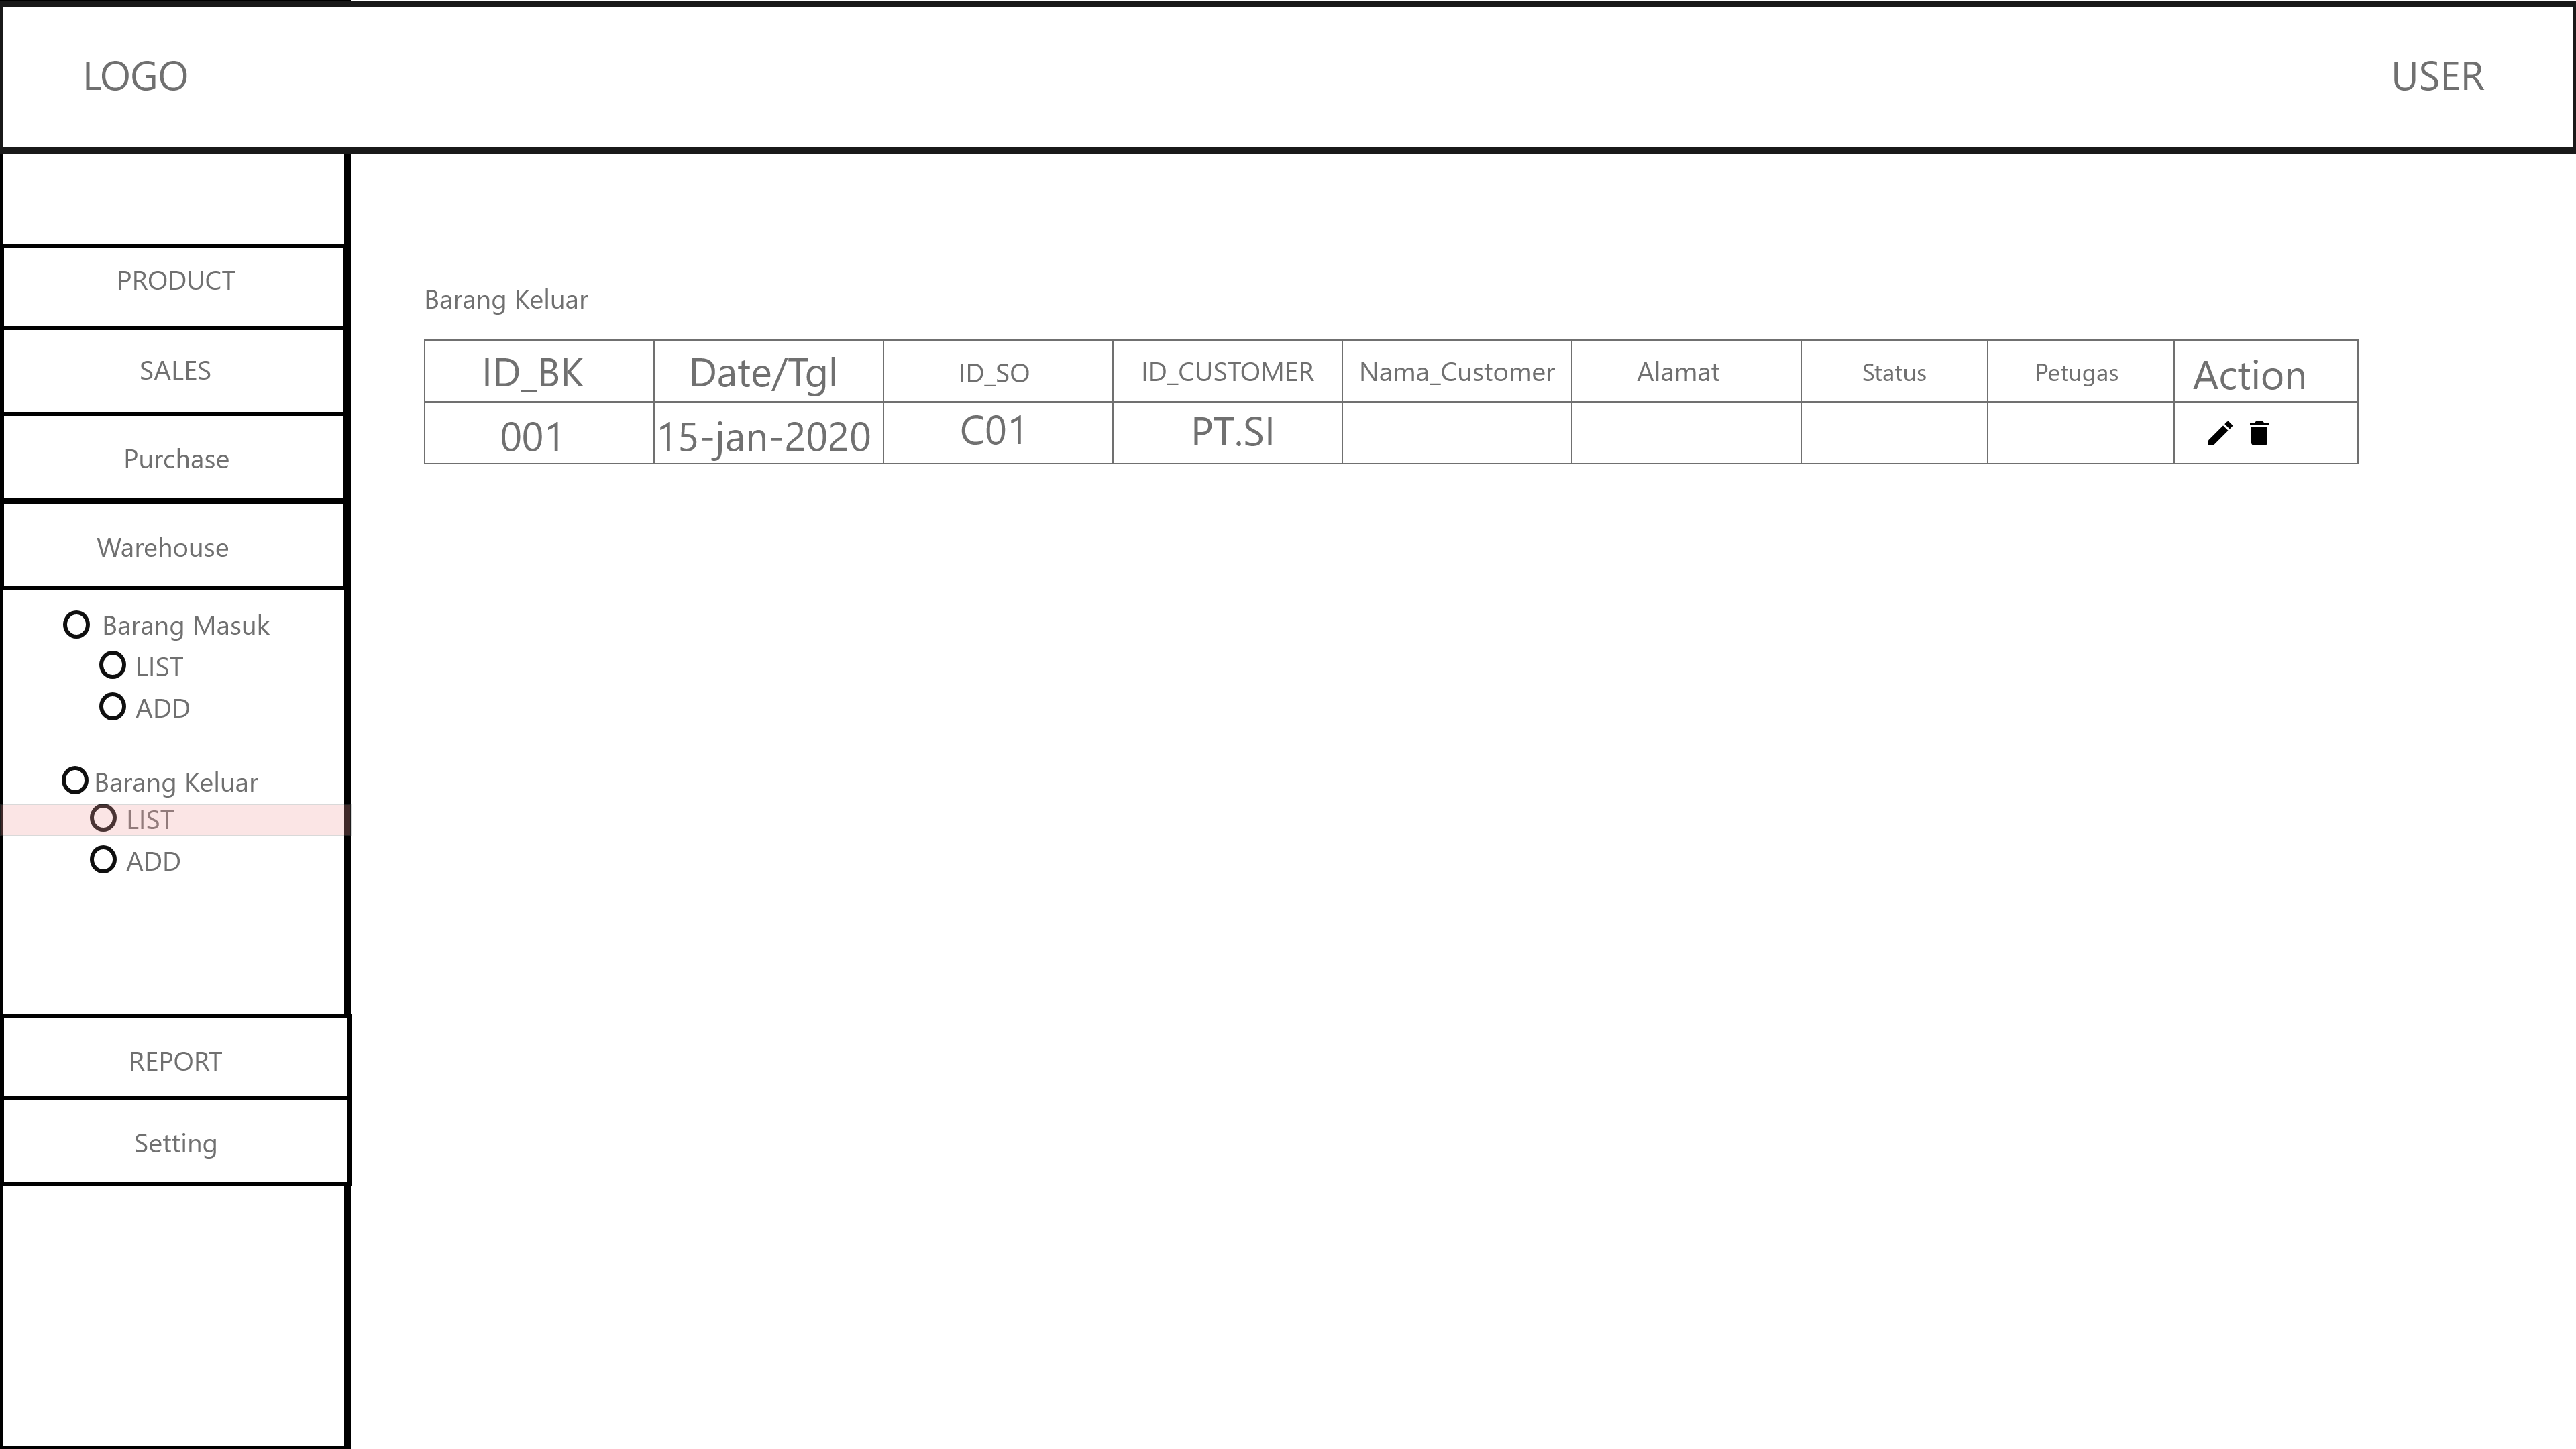 LOGO
USER
PRODUCT
SALES
Purchase
Warehouse
Barang Masuk
LIST
ADD
Barang Keluar
LIST
ADD
REPORT
Setting
Barang Keluar
ID_BK Date/Tgl ID_SO ID_CUSTOMER Nama_Customer Alamat Status Petugas Action
001 15-jan-2020 C01 PT.SI